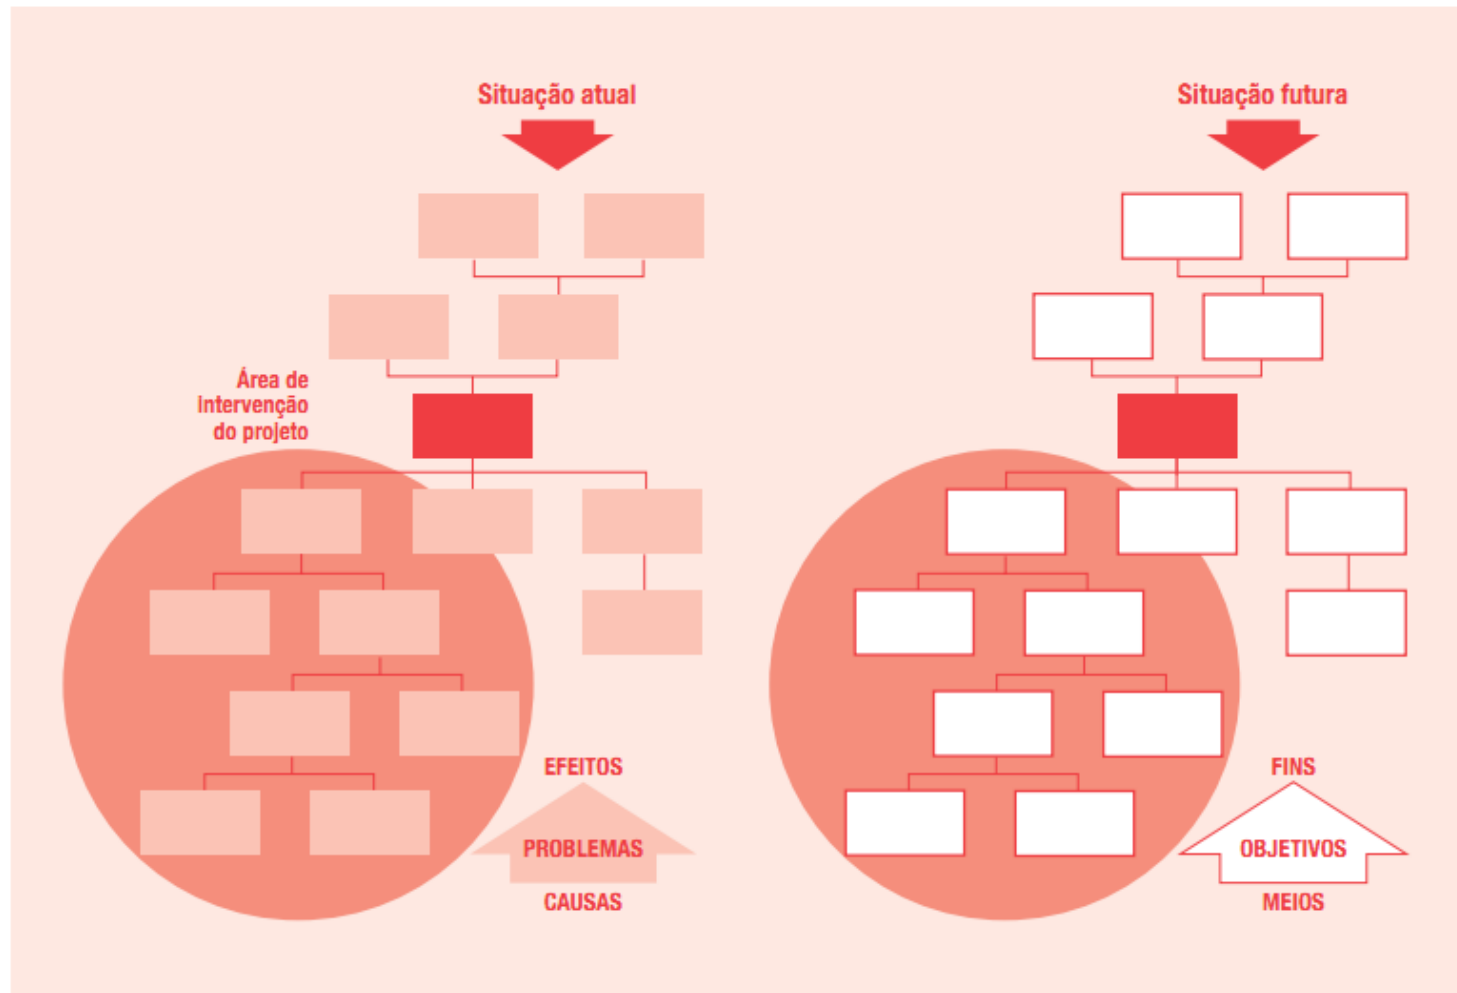 Situação atual
Situação futura
Área de
intervenção
do projeto
EFEITOS
PROBLEMAS
CAUSAS
FINS
OBJETIVOS
MEIOS